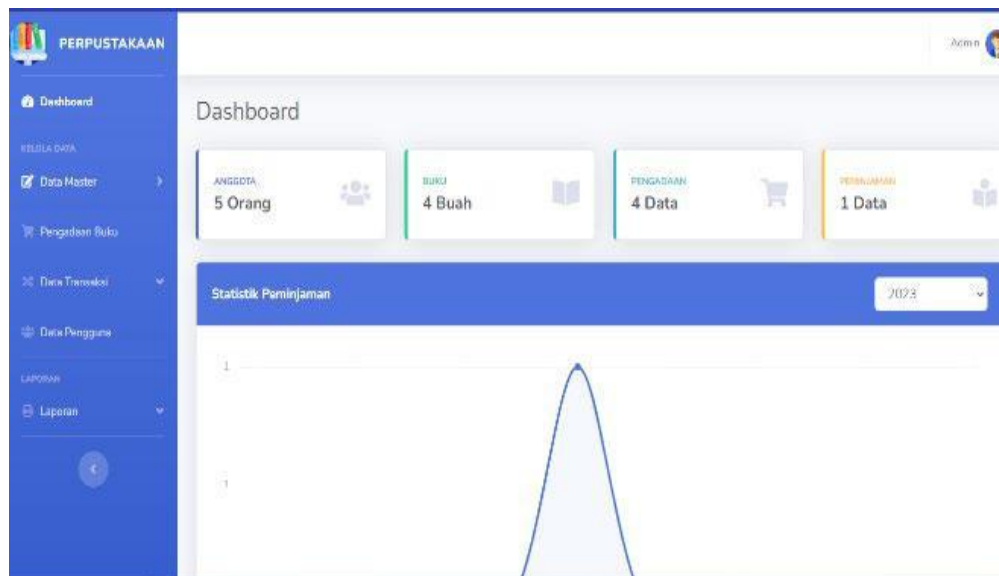 PERPUSTAKAAN
Admin
Dashboard
KELOLA DATA
Data Master
Pengadaan Buku
Data Transaksi
Data Pengguna
LAPORAN
Laporan
Dashboard
ANGGOTA
5 Orang
BUKU
4 Buah
PENGADAAN
4 Data
PEMINJAMAN
1 Data
Statistik Peminjaman
2023
1
1